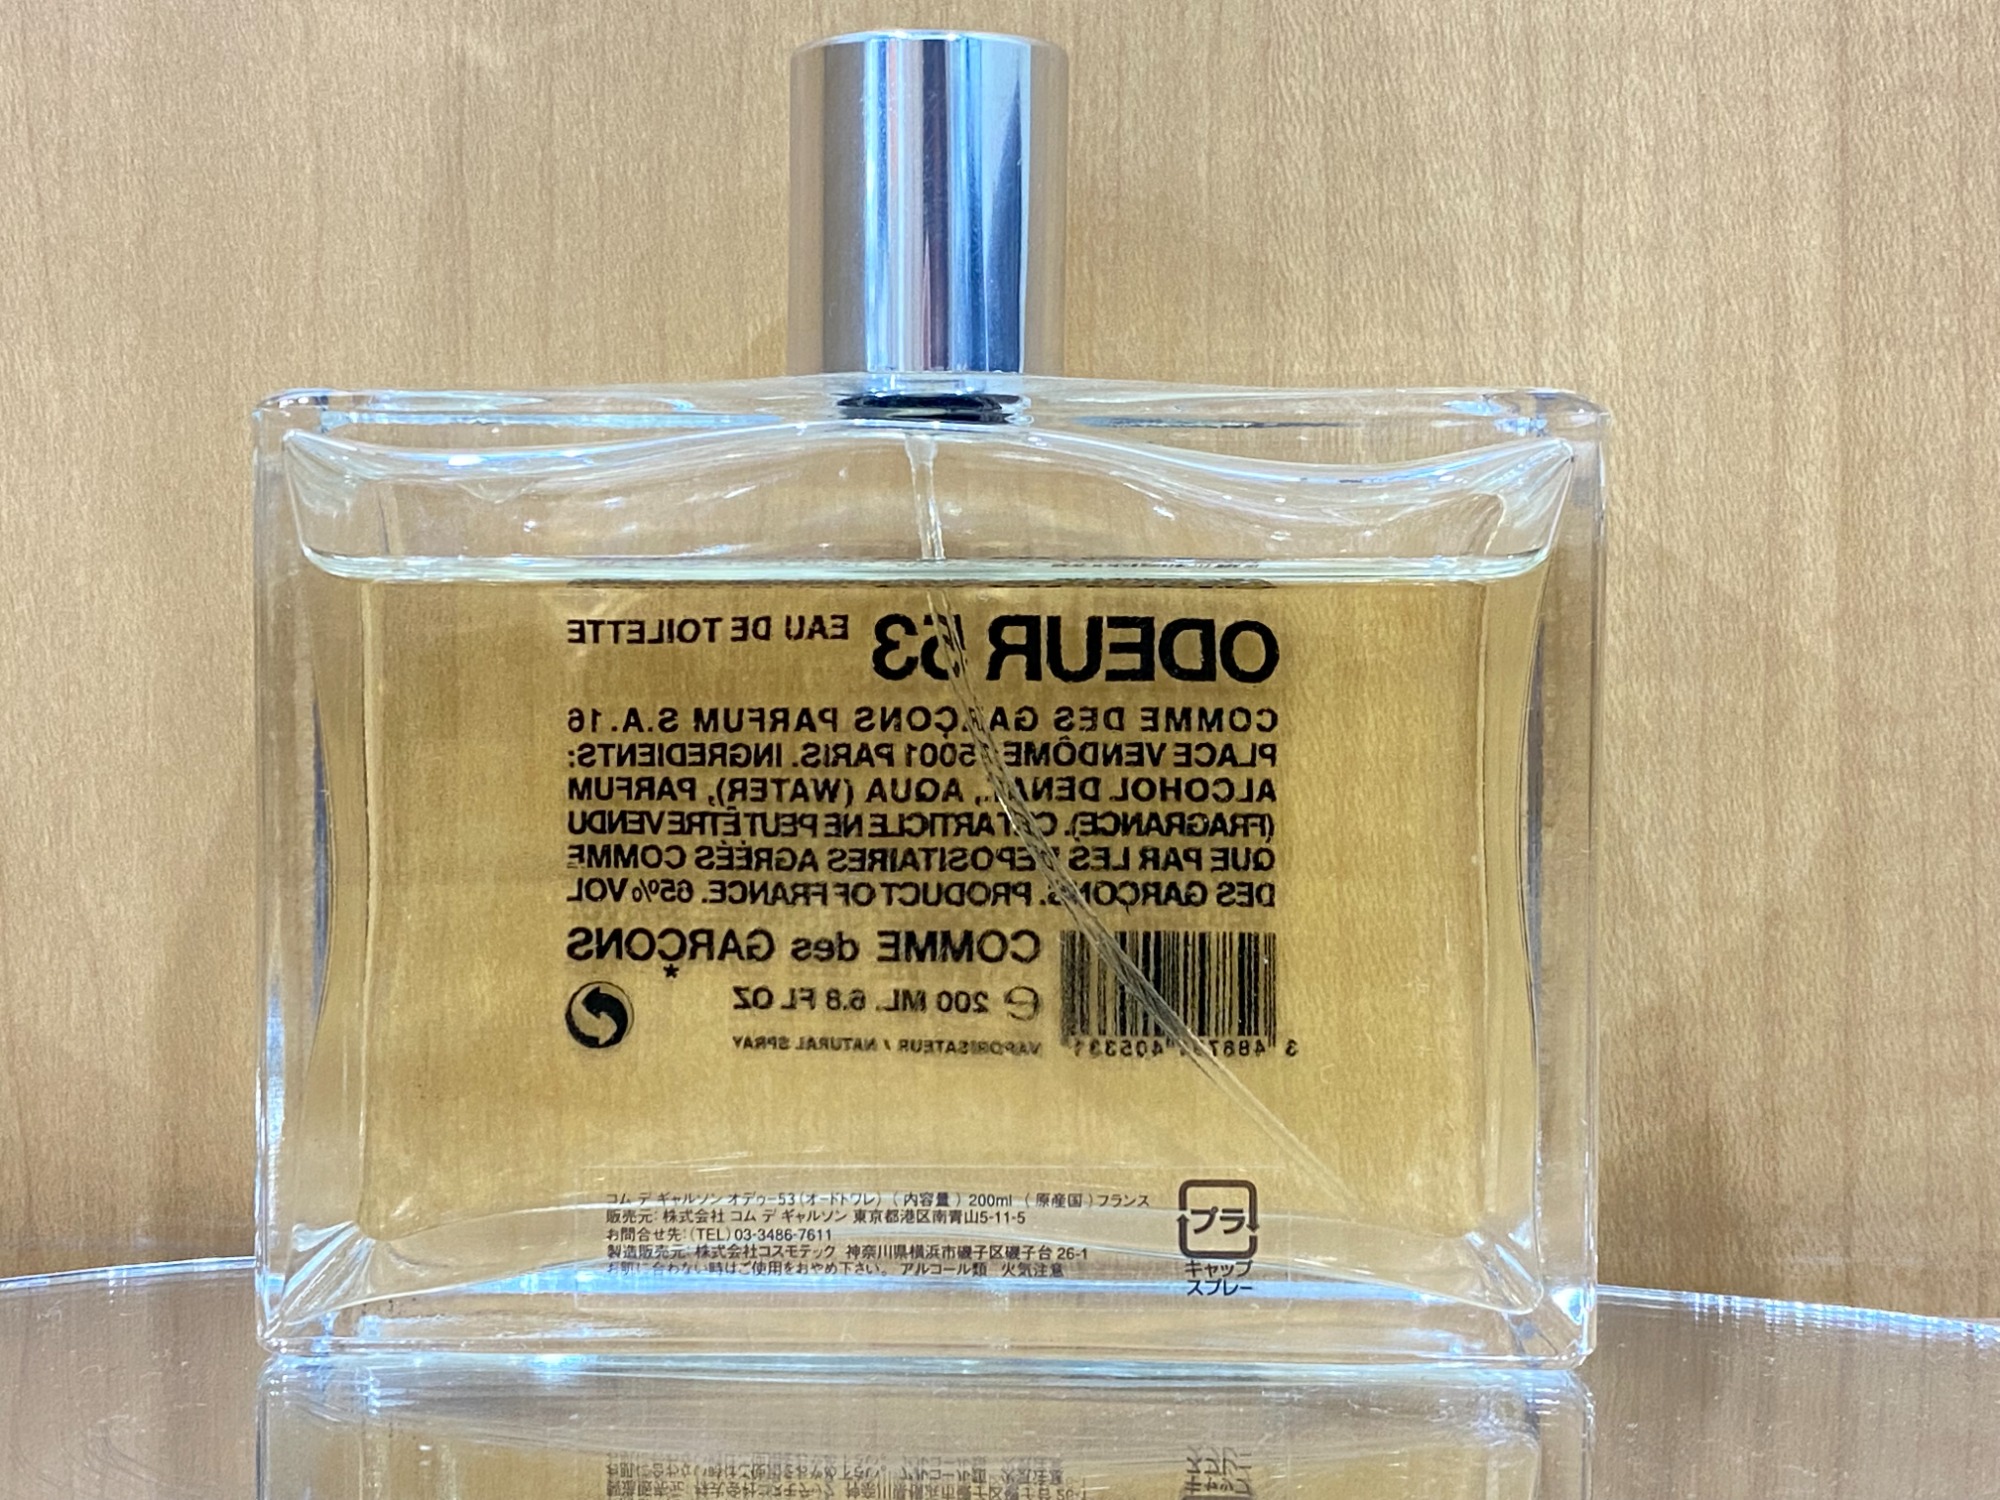 ODEUR 53 EAU DE TOILETTE
COMME DES GARÇONS PARFUM S.A.16
PLACE VENDÔME 75001 PARIS. INGREDIENTS:
ALCOHOL DENAT., AQUA (WATER), PARFUM
(FRAGRANCE). CET ARTICLE NE PEUT ÊTRE VENDU
QUE PAR LES DEPOSITAIRES AGRÉÉS COMME
DES GARÇONS. PRODUCT OF FRANCE. 65% VOL
COMME des GARÇONS
℮ 200 ML. 6.8 FL OZ
VAPORISATEUR / NATURAL SPRAY
コム デ ギャルソン オデゥー53（オードトワレ）（内容量）200ml（原産国）フランス
販売元：株式会社 コム デ ギャルソン 東京都港区南青山5-11-5
お問合せ先：（TEL）03-3486-7611
製造販売元：株式会社コスモテック 神奈川県横浜市磯子区磯子台 26-1
お肌に合わない時はご使用をおやめ下さい。 アルコール類 火気注意
プラ
キャップ
スプレー